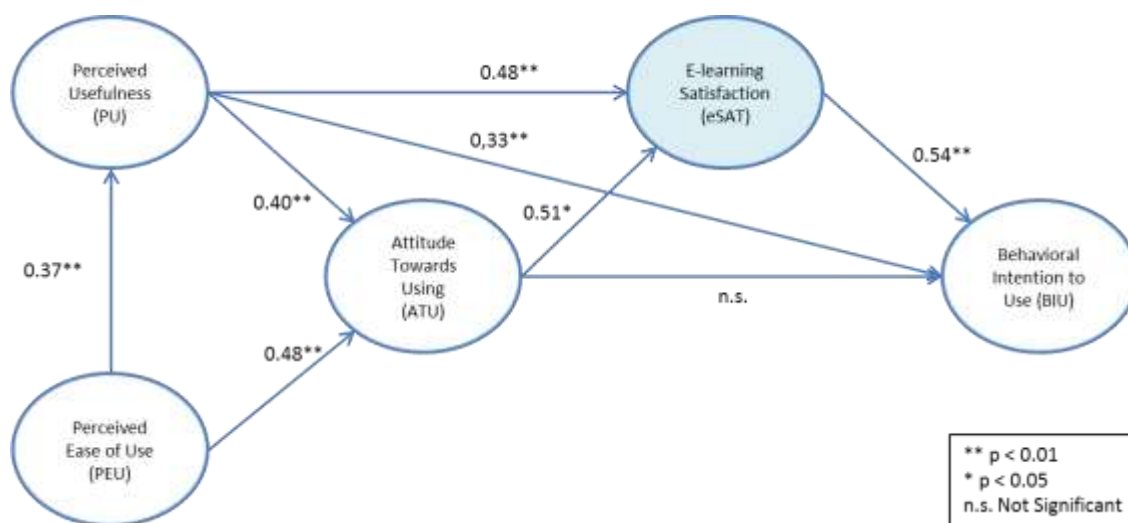 Perceived
Usefulness
(PU)
0.48**
E-learning
Satisfaction
(eSAT)
0,33**
0.54**
0.40**
0.51*
0.37**
Attitude
Towards
Using
(ATU)
n.s.
Behavioral
Intention to
Use (BIU)
0.48**
Perceived
Ease of Use
(PEU)
** p < 0.01
* p < 0.05
n.s. Not Significant